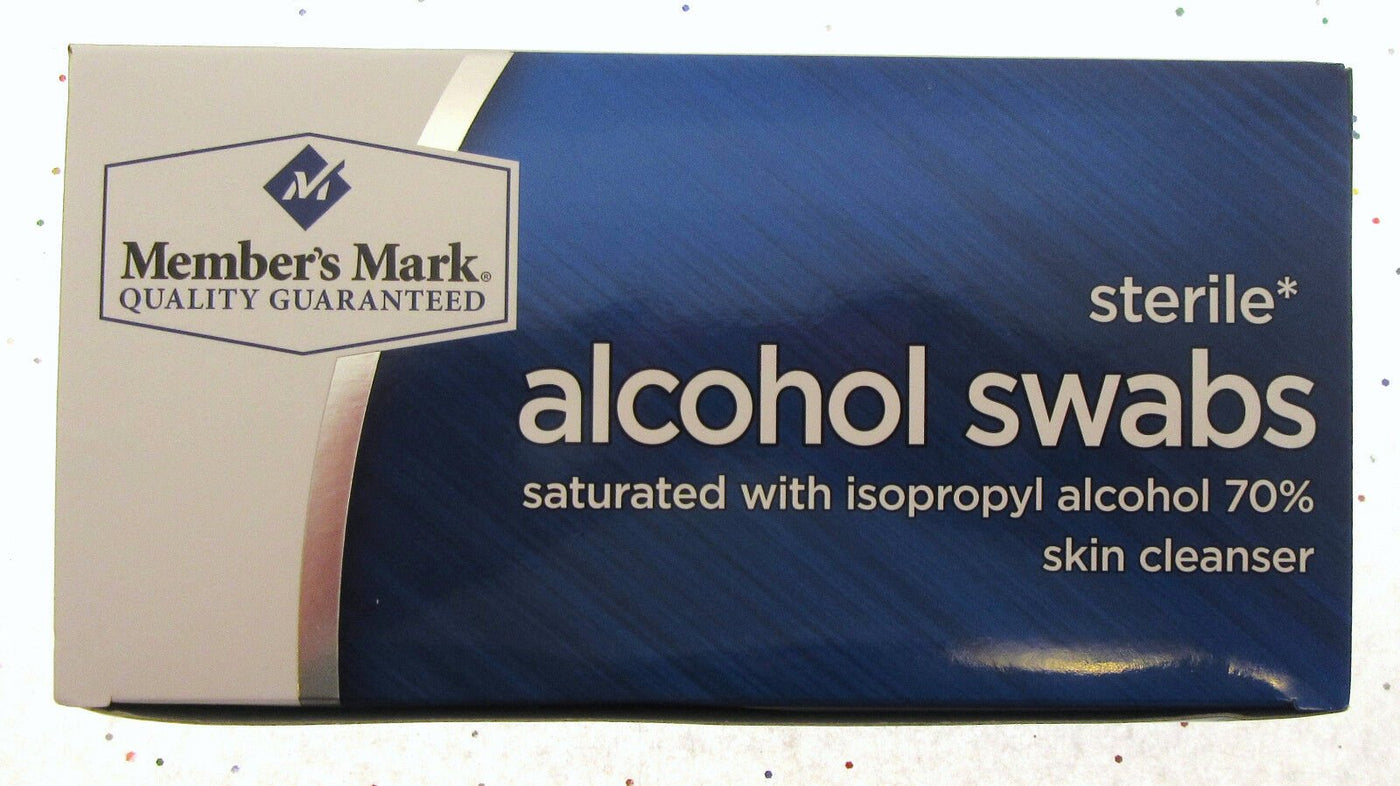 Member's Mark®
QUALITY GUARANTEED
sterile*
alcohol swabs
saturated with isopropyl alcohol 70%
skin cleanser